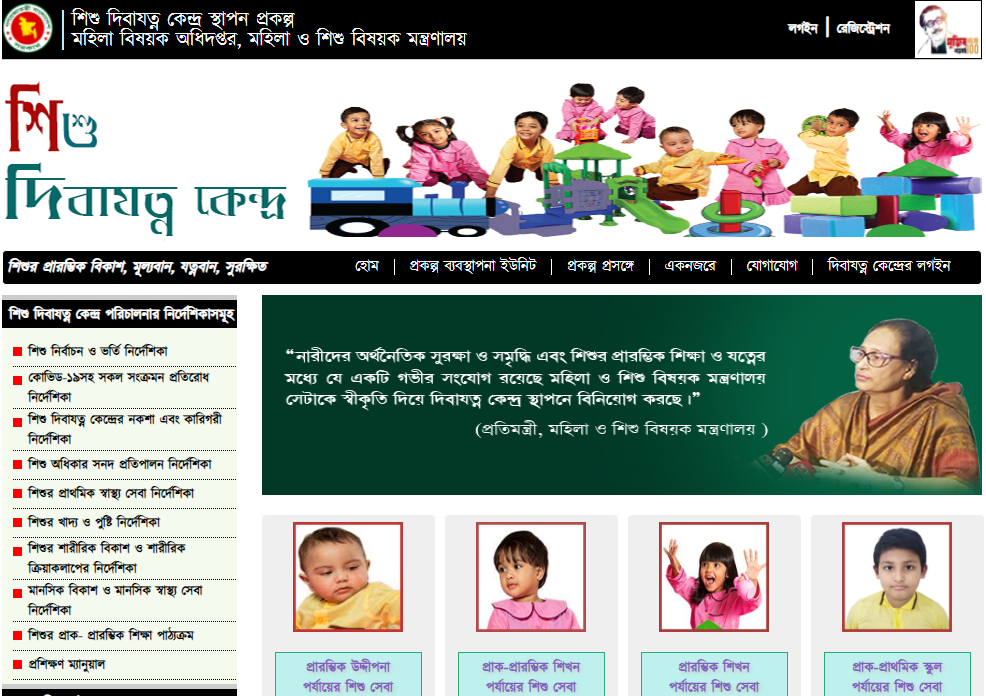 শিশু দিবাযত্ন কেন্দ্র স্থাপন প্রকল্প
মহিলা বিষয়ক অধিদপ্তর, মহিলা ও শিশু বিষয়ক মন্ত্রণালয়
লগইন | রেজিস্ট্রেশন
শিশু
দিবাযত্ন কেন্দ্র
শিশুর প্রারম্ভিক বিকাশ, মূল্যবান, যত্নবান, সুরক্ষিত
হোম | প্রকল্প ব্যবস্থাপনা ইউনিট | প্রকল্প প্রসঙ্গে | একনজরে | যোগাযোগ | দিবাযত্ন কেন্দ্রের লগইন
শিশু দিবাযত্ন কেন্দ্র পরিচালনার নির্দেশিকাসমূহ
শিশু নির্বাচন ও ভর্তি নির্দেশিকা
কোভিড-১৯সহ সকল সংক্রমন প্রতিরোধ
নির্দেশিকা
শিশু দিবাযত্ন কেন্দ্রের নকশা এবং কারিগরী
নির্দেশিকা
শিশু অধিকার সনদ প্রতিপালন নির্দেশিকা
শিশুর প্রাথমিক স্বাস্থ্য সেবা নির্দেশিকা
শিশুর খাদ্য ও পুষ্টি নির্দেশিকা
শিশুর শারীরিক বিকাশ ও শারীরিক
ক্রিয়াকলাপের নির্দেশিকা
মানসিক বিকাশ ও মানসিক স্বাস্থ্য সেবা
নির্দেশিকা
শিশুর প্রাক- প্রারম্ভিক শিক্ষা পাঠ্যক্রম
প্রশিক্ষণ ম্যানুয়াল
“নারীদের অর্থনৈতিক সুরক্ষা ও সমৃদ্ধি এবং শিশুর প্রারম্ভিক শিক্ষা ও যত্নের
মধ্যে যে একটি গভীর সংযোগ রয়েছে মহিলা ও শিশু বিষয়ক মন্ত্রণালয়
সেটাকে স্বীকৃতি দিয়ে দিবাযত্ন কেন্দ্র স্থাপনে বিনিয়োগ করছে।”
(প্রতিমন্ত্রী, মহিলা ও শিশু বিষয়ক মন্ত্রণালয় )
প্রারম্ভিক উদ্দীপনা
পর্যায়ের শিশু সেবা
প্রাক-প্রারম্ভিক শিখন
পর্যায়ের শিশু সেবা
প্রারম্ভিক শিখন
পর্যায়ের শিশু সেবা
প্রাক-প্রাথমিক স্কুল
পর্যায়ের শিশু সেবা